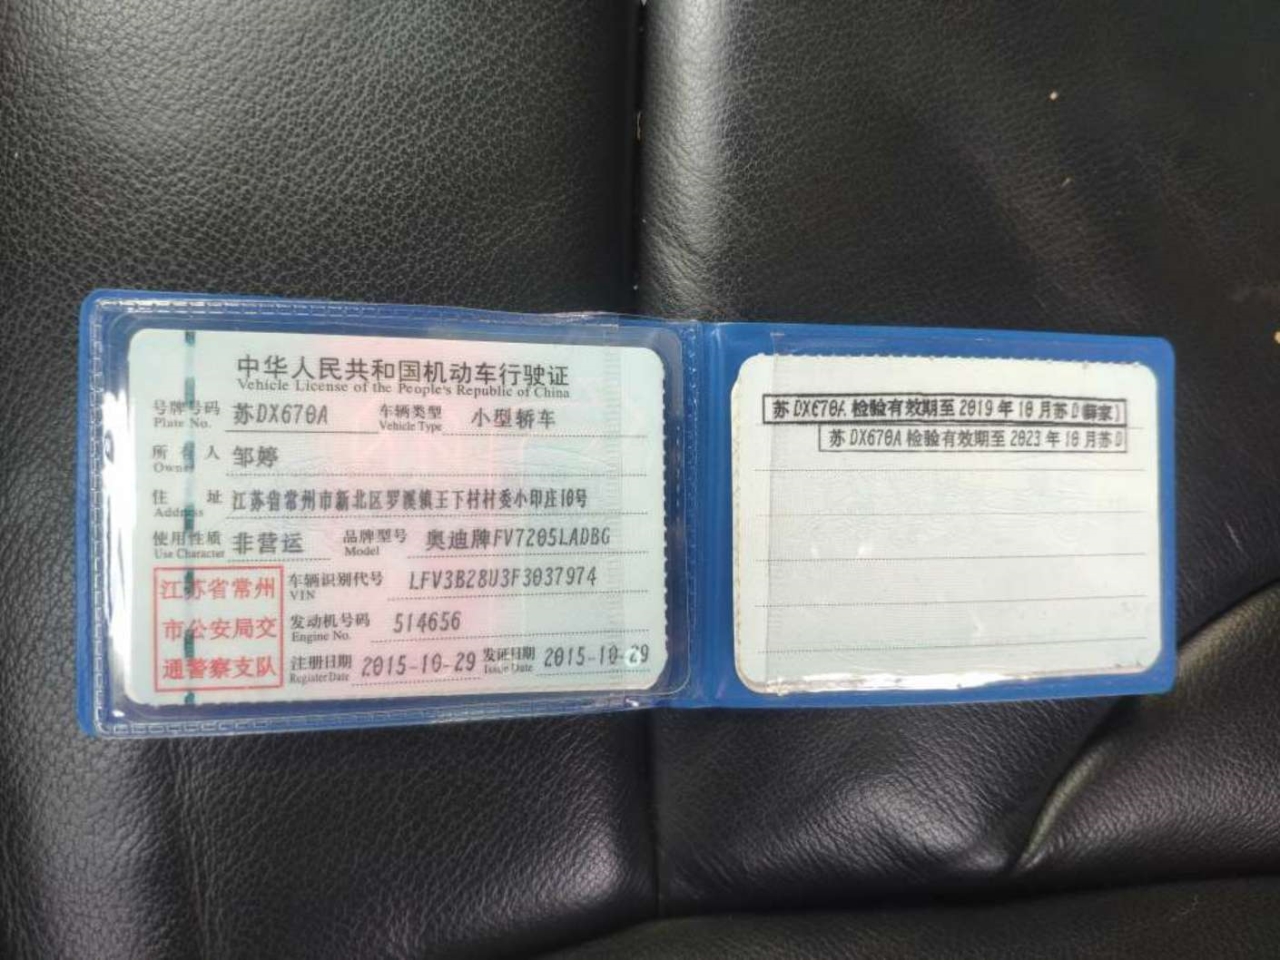 中华人民共和国机动车行驶证
Vehicle License of the People's Republic of China
号牌号码 苏DX670A 车辆类型 小型轿车
Plate No. Vehicle Type
所有人 邹婷
Owner
住址 江苏省常州市新北区罗溪镇王下村村委小印庄10号
Address
使用性质 非营运 品牌型号 奥迪牌FV7205LADBG
Use Character Model
江苏省常州
市公安局交
通警察支队
车辆识别代号 LFV3B28U3F3037974
VIN
发动机号码 514656
Engine No.
注册日期 2015-10-29 发证日期 2015-10-29
Register Date Issue Date
苏DX670A 检验有效期至2019年10月苏D(薛家)
苏DX670A 检验有效期至2023年10月苏D